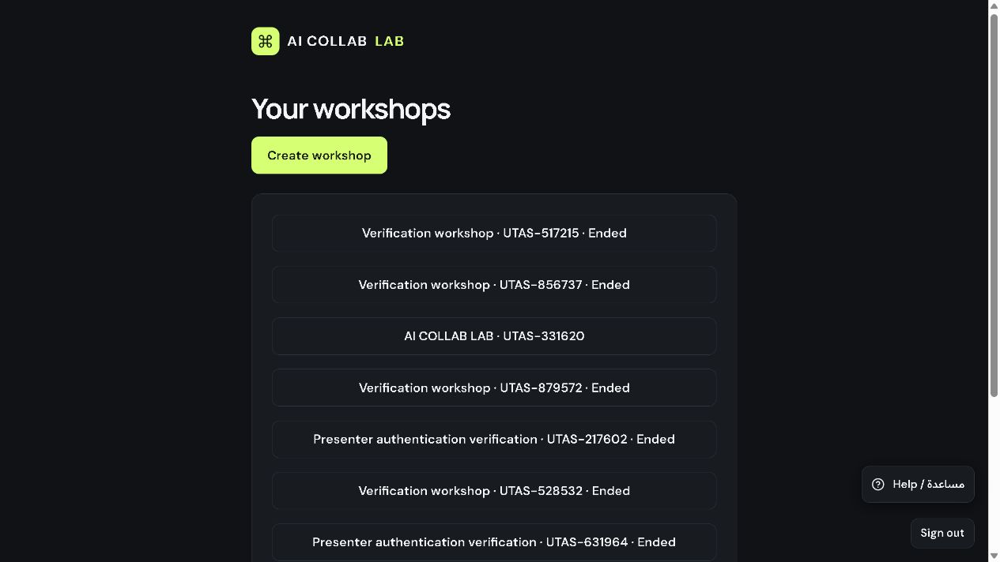 ⌘ AI COLLAB LAB
Your workshops
Create workshop
Verification workshop · UTAS-517215 · Ended
Verification workshop · UTAS-856737 · Ended
AI COLLAB LAB · UTAS-331620
Verification workshop · UTAS-879572 · Ended
Presenter authentication verification · UTAS-217602 · Ended
Verification workshop · UTAS-528532 · Ended
Presenter authentication verification · UTAS-631964 · Ended
Help / مساعدة
Sign out